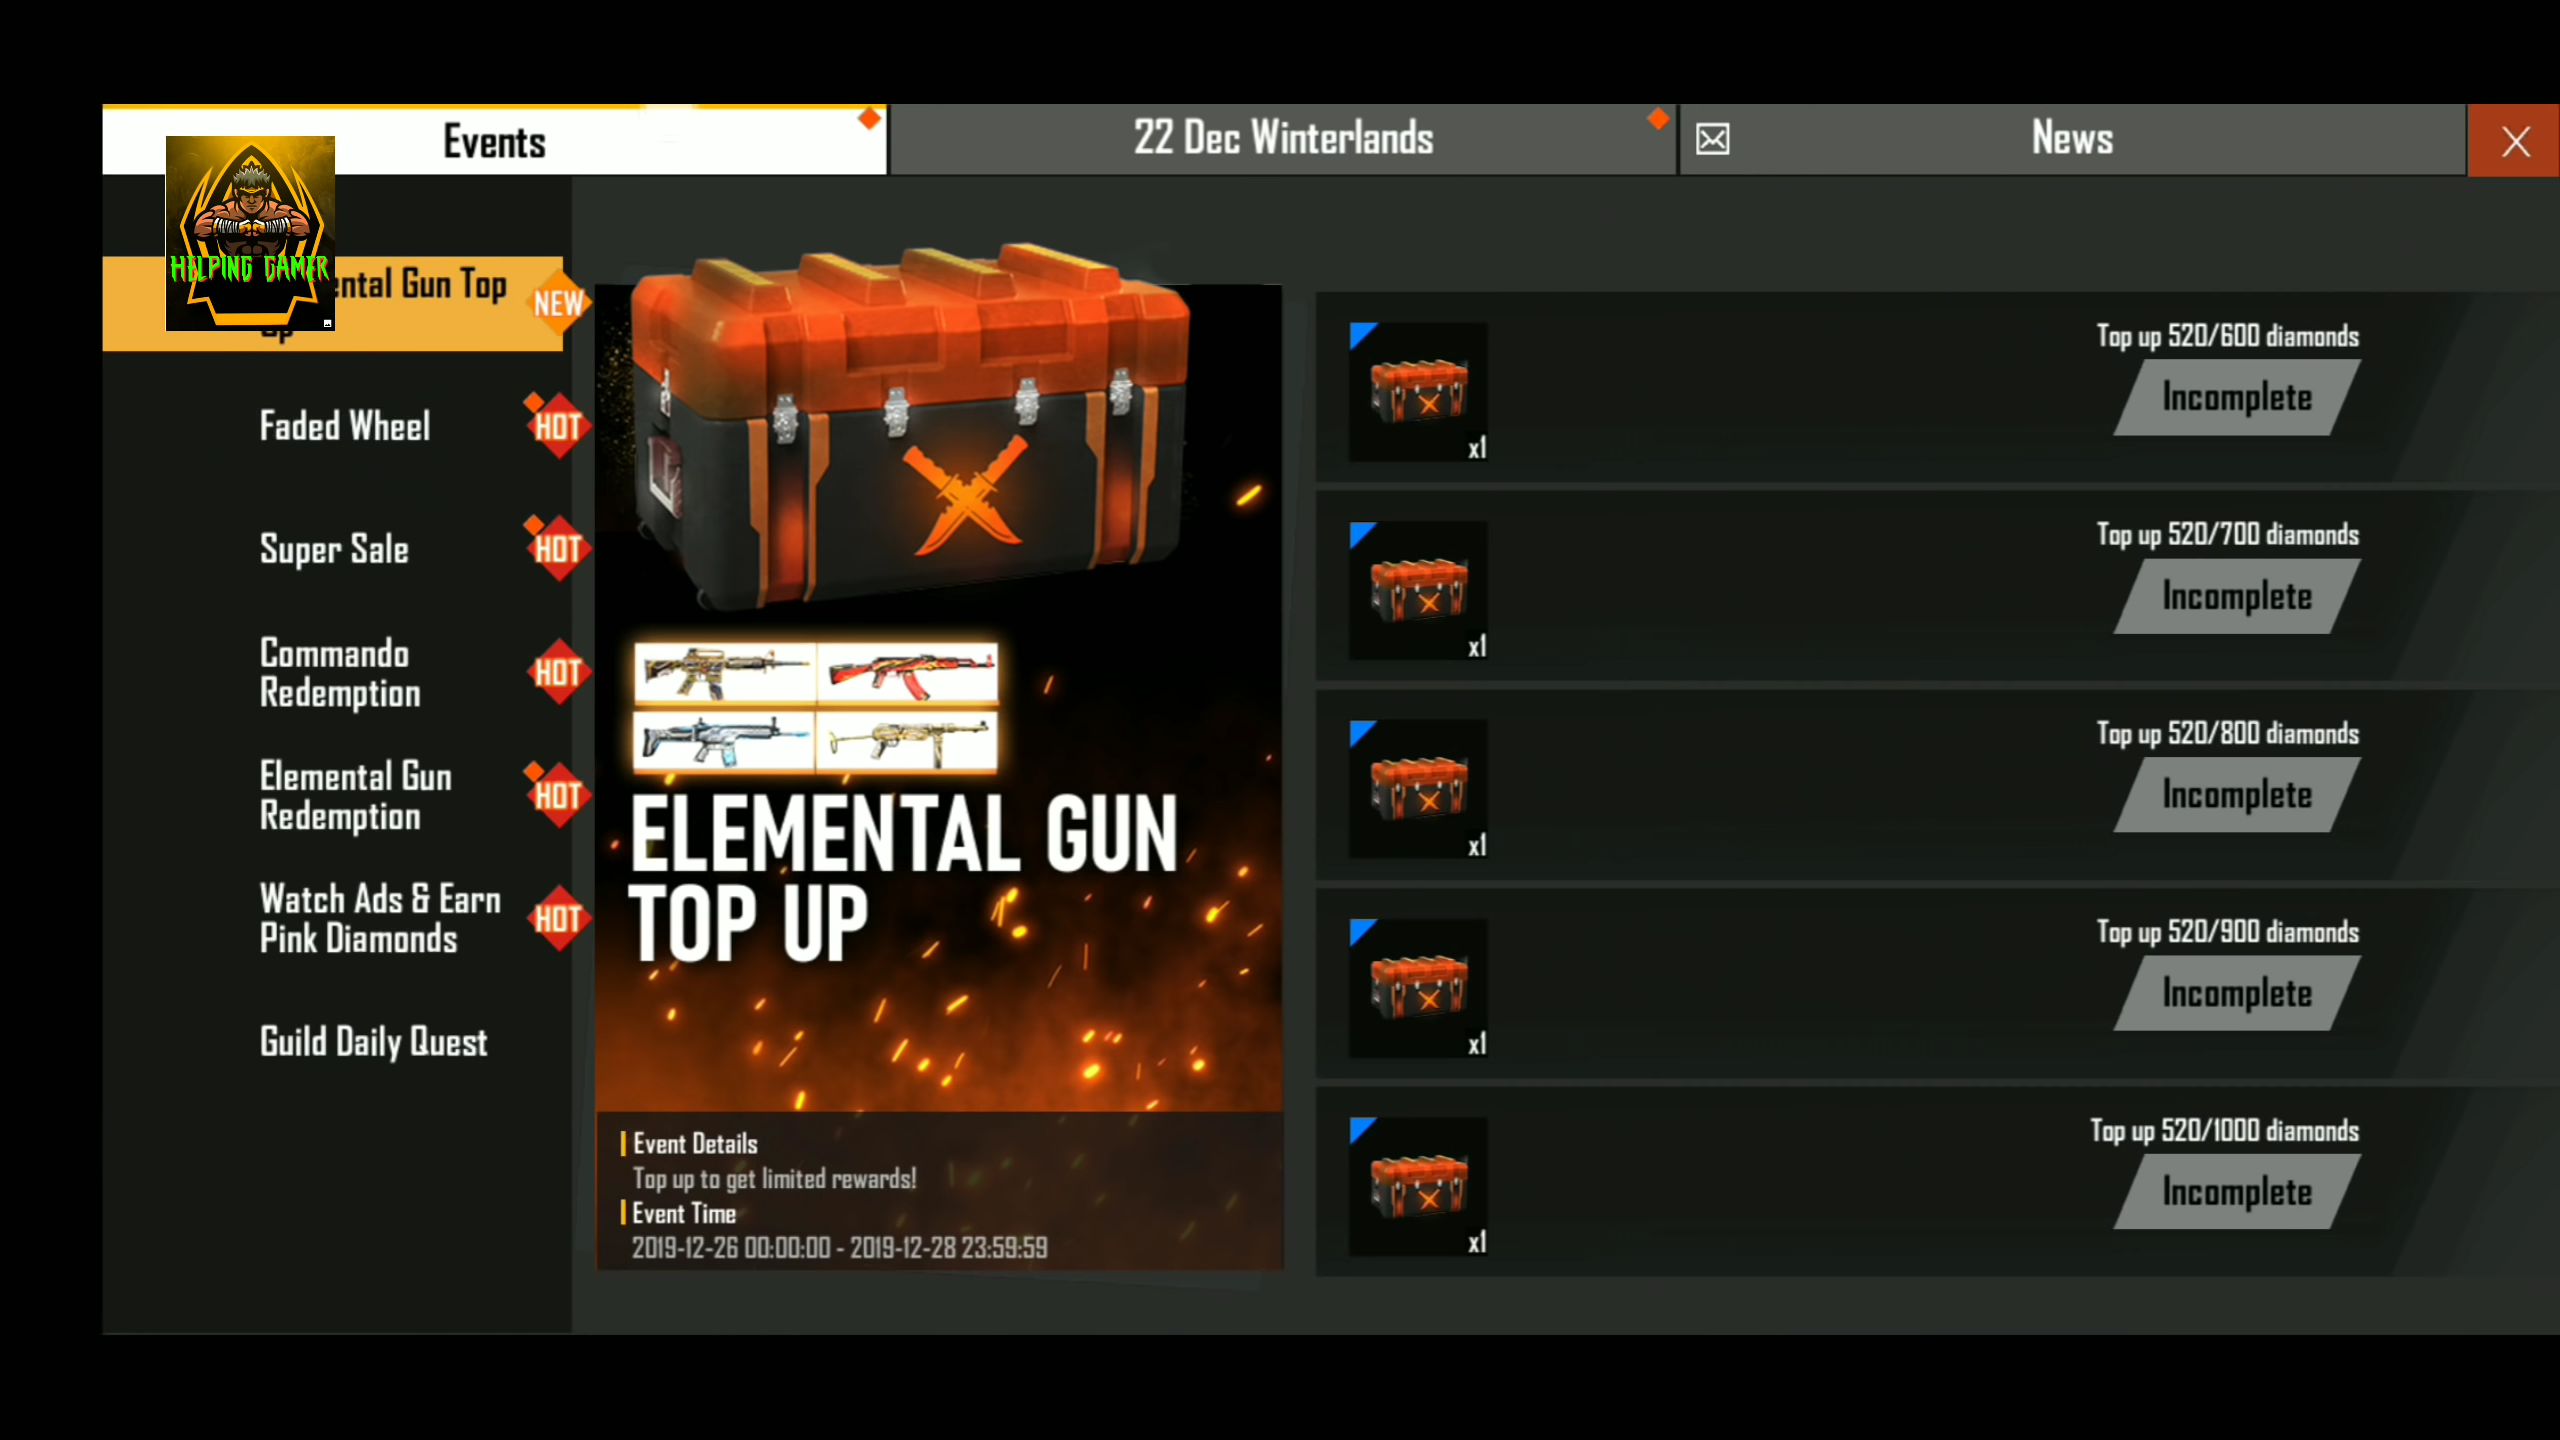 Events
22 Dec Winterlands
News
HELPING GAMER
Gun Top
NEW
Faded Wheel
HOT
Super Sale
HOT
Commando
Redemption
HOT
Elemental Gun
Redemption
HOT
Watch Ads & Earn
Pink Diamonds
HOT
Guild Daily Quest
ELEMENTAL GUN
TOP UP
Event Details
Top up to get limited rewards!
Event Time
2019-12-26 00:00:00 - 2019-12-28 23:59:59
Top up 520/600 diamonds
Incomplete
x1
Top up 520/700 diamonds
Incomplete
x1
Top up 520/800 diamonds
Incomplete
x1
Top up 520/900 diamonds
Incomplete
x1
Top up 520/1000 diamonds
Incomplete
x1